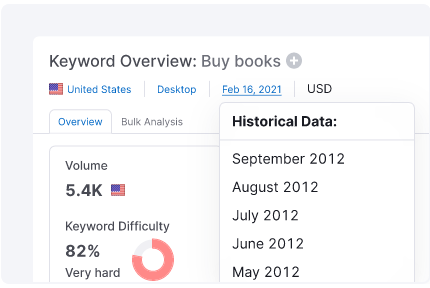 Keyword Overview: Buy books
United States Desktop Feb 16, 2021 USD
Overview Bulk Analysis
Historical Data:
September 2012
August 2012
July 2012
June 2012
May 2012
Volume
5.4K
Keyword Difficulty
82%
Very hard